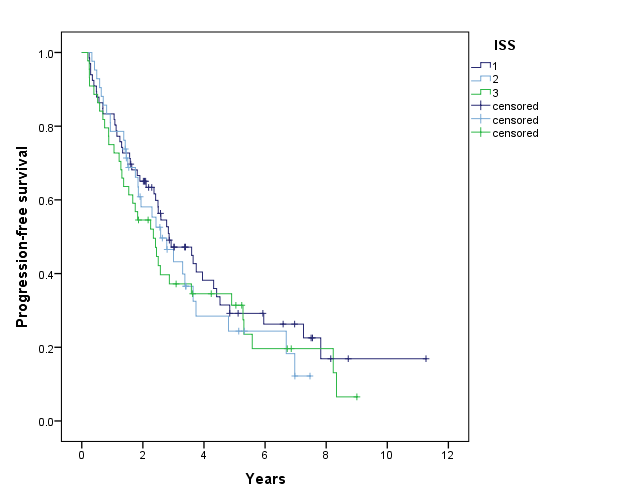 ISS
1
2
3
censored
censored
censored
Progression-free survival
1.0
0.8
0.6
0.4
0.2
0.0
0 2 4 6 8 10 12
Years